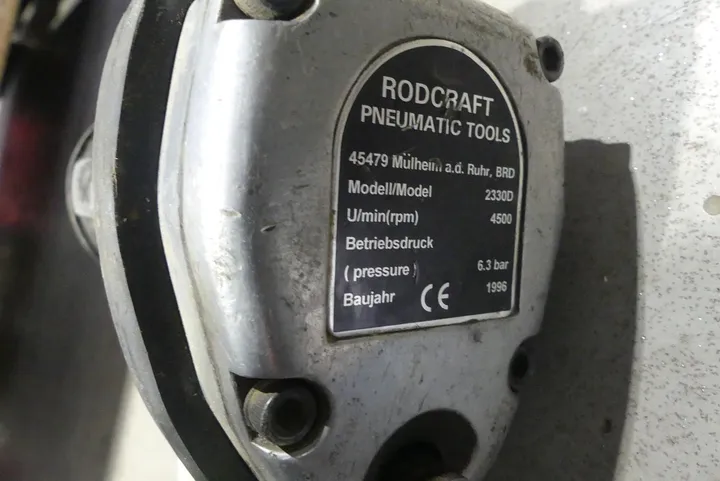 RODCRAFT
PNEUMATIC TOOLS
45479 Mülheim a.d. Ruhr, BRD
Modell/Model 2330D
U/min(rpm) 4500
Betriebsdruck
( pressure ) 6.3 bar
Baujahr CE 1996